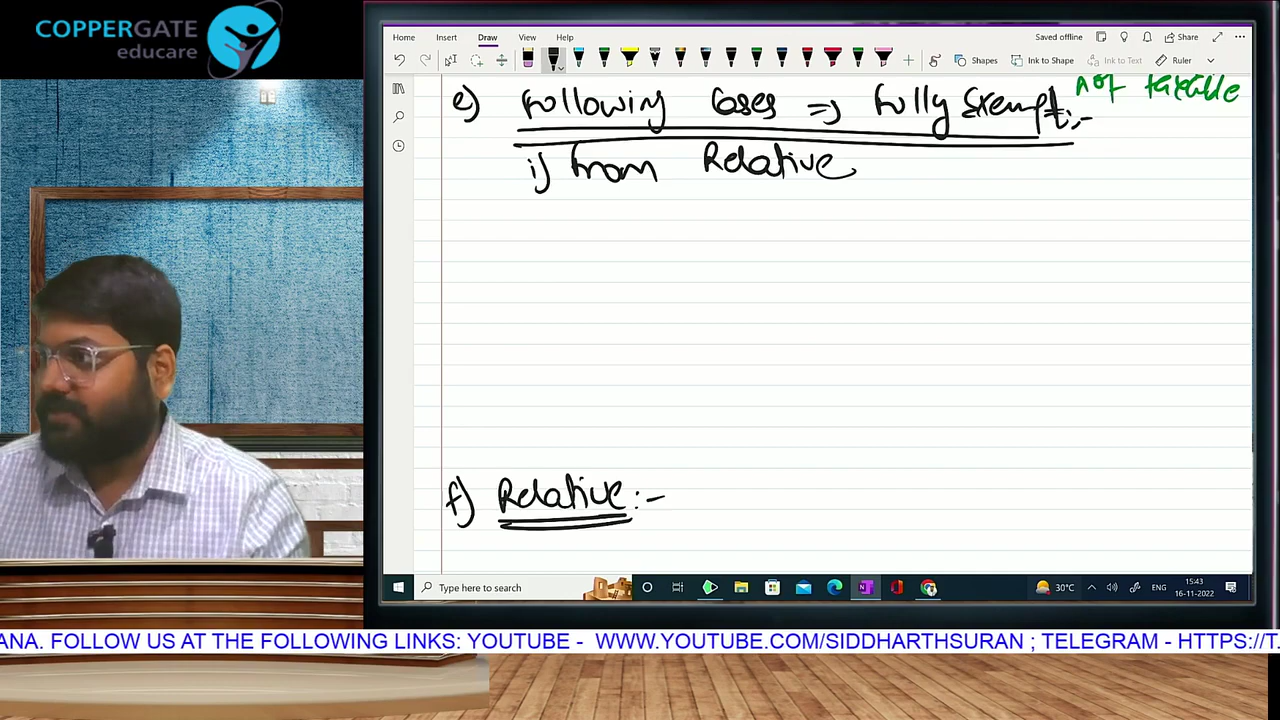 COPPERGATE
educare
Home Insert Draw View Help
Saved offline
Share
Shapes
Ink to Shape
Ink to Text
Ruler
not taxable
e) Following Cases => Fully Exempt:-
i) From Relative
f) Relative:-
Type here to search
30°C
ENG
15:43
16-11-2022
ANA. FOLLOW US AT THE FOLLOWING LINKS: YOUTUBE - WWW.YOUTUBE.COM/SIDDHARTHSURAN ; TELEGRAM - HTTPS://T.